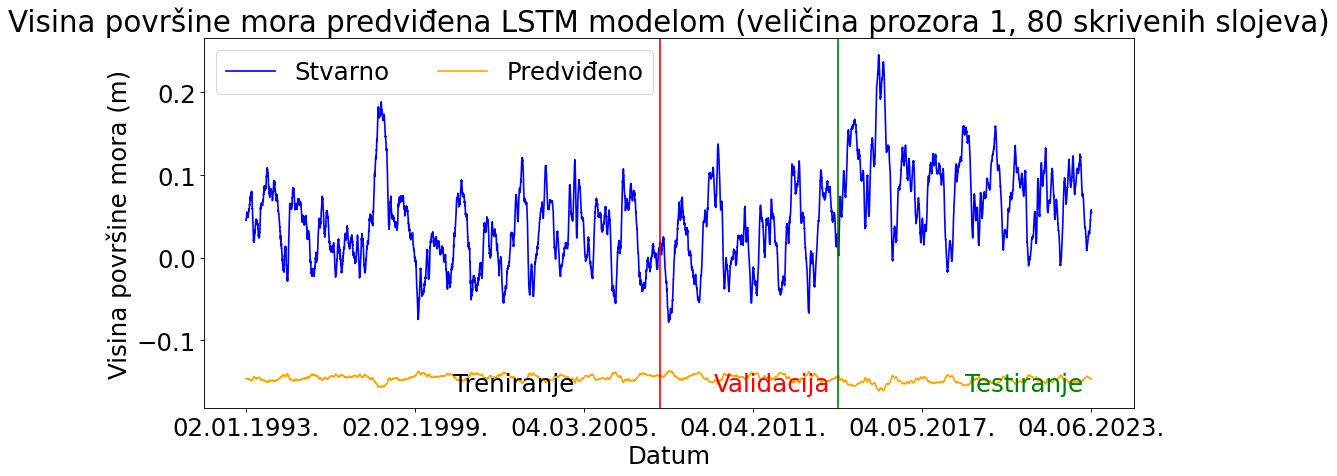 Visina površine mora predviđena LSTM modelom (veličina prozora 1, 80 skrivenih slojeva)
Stvarno Predviđeno
Visina površine mora (m)
0.2
0.1
0.0
−0.1
Treniranje Validacija Testiranje
02.01.1993. 02.02.1999. 04.03.2005. 04.04.2011. 04.05.2017. 04.06.2023.
Datum